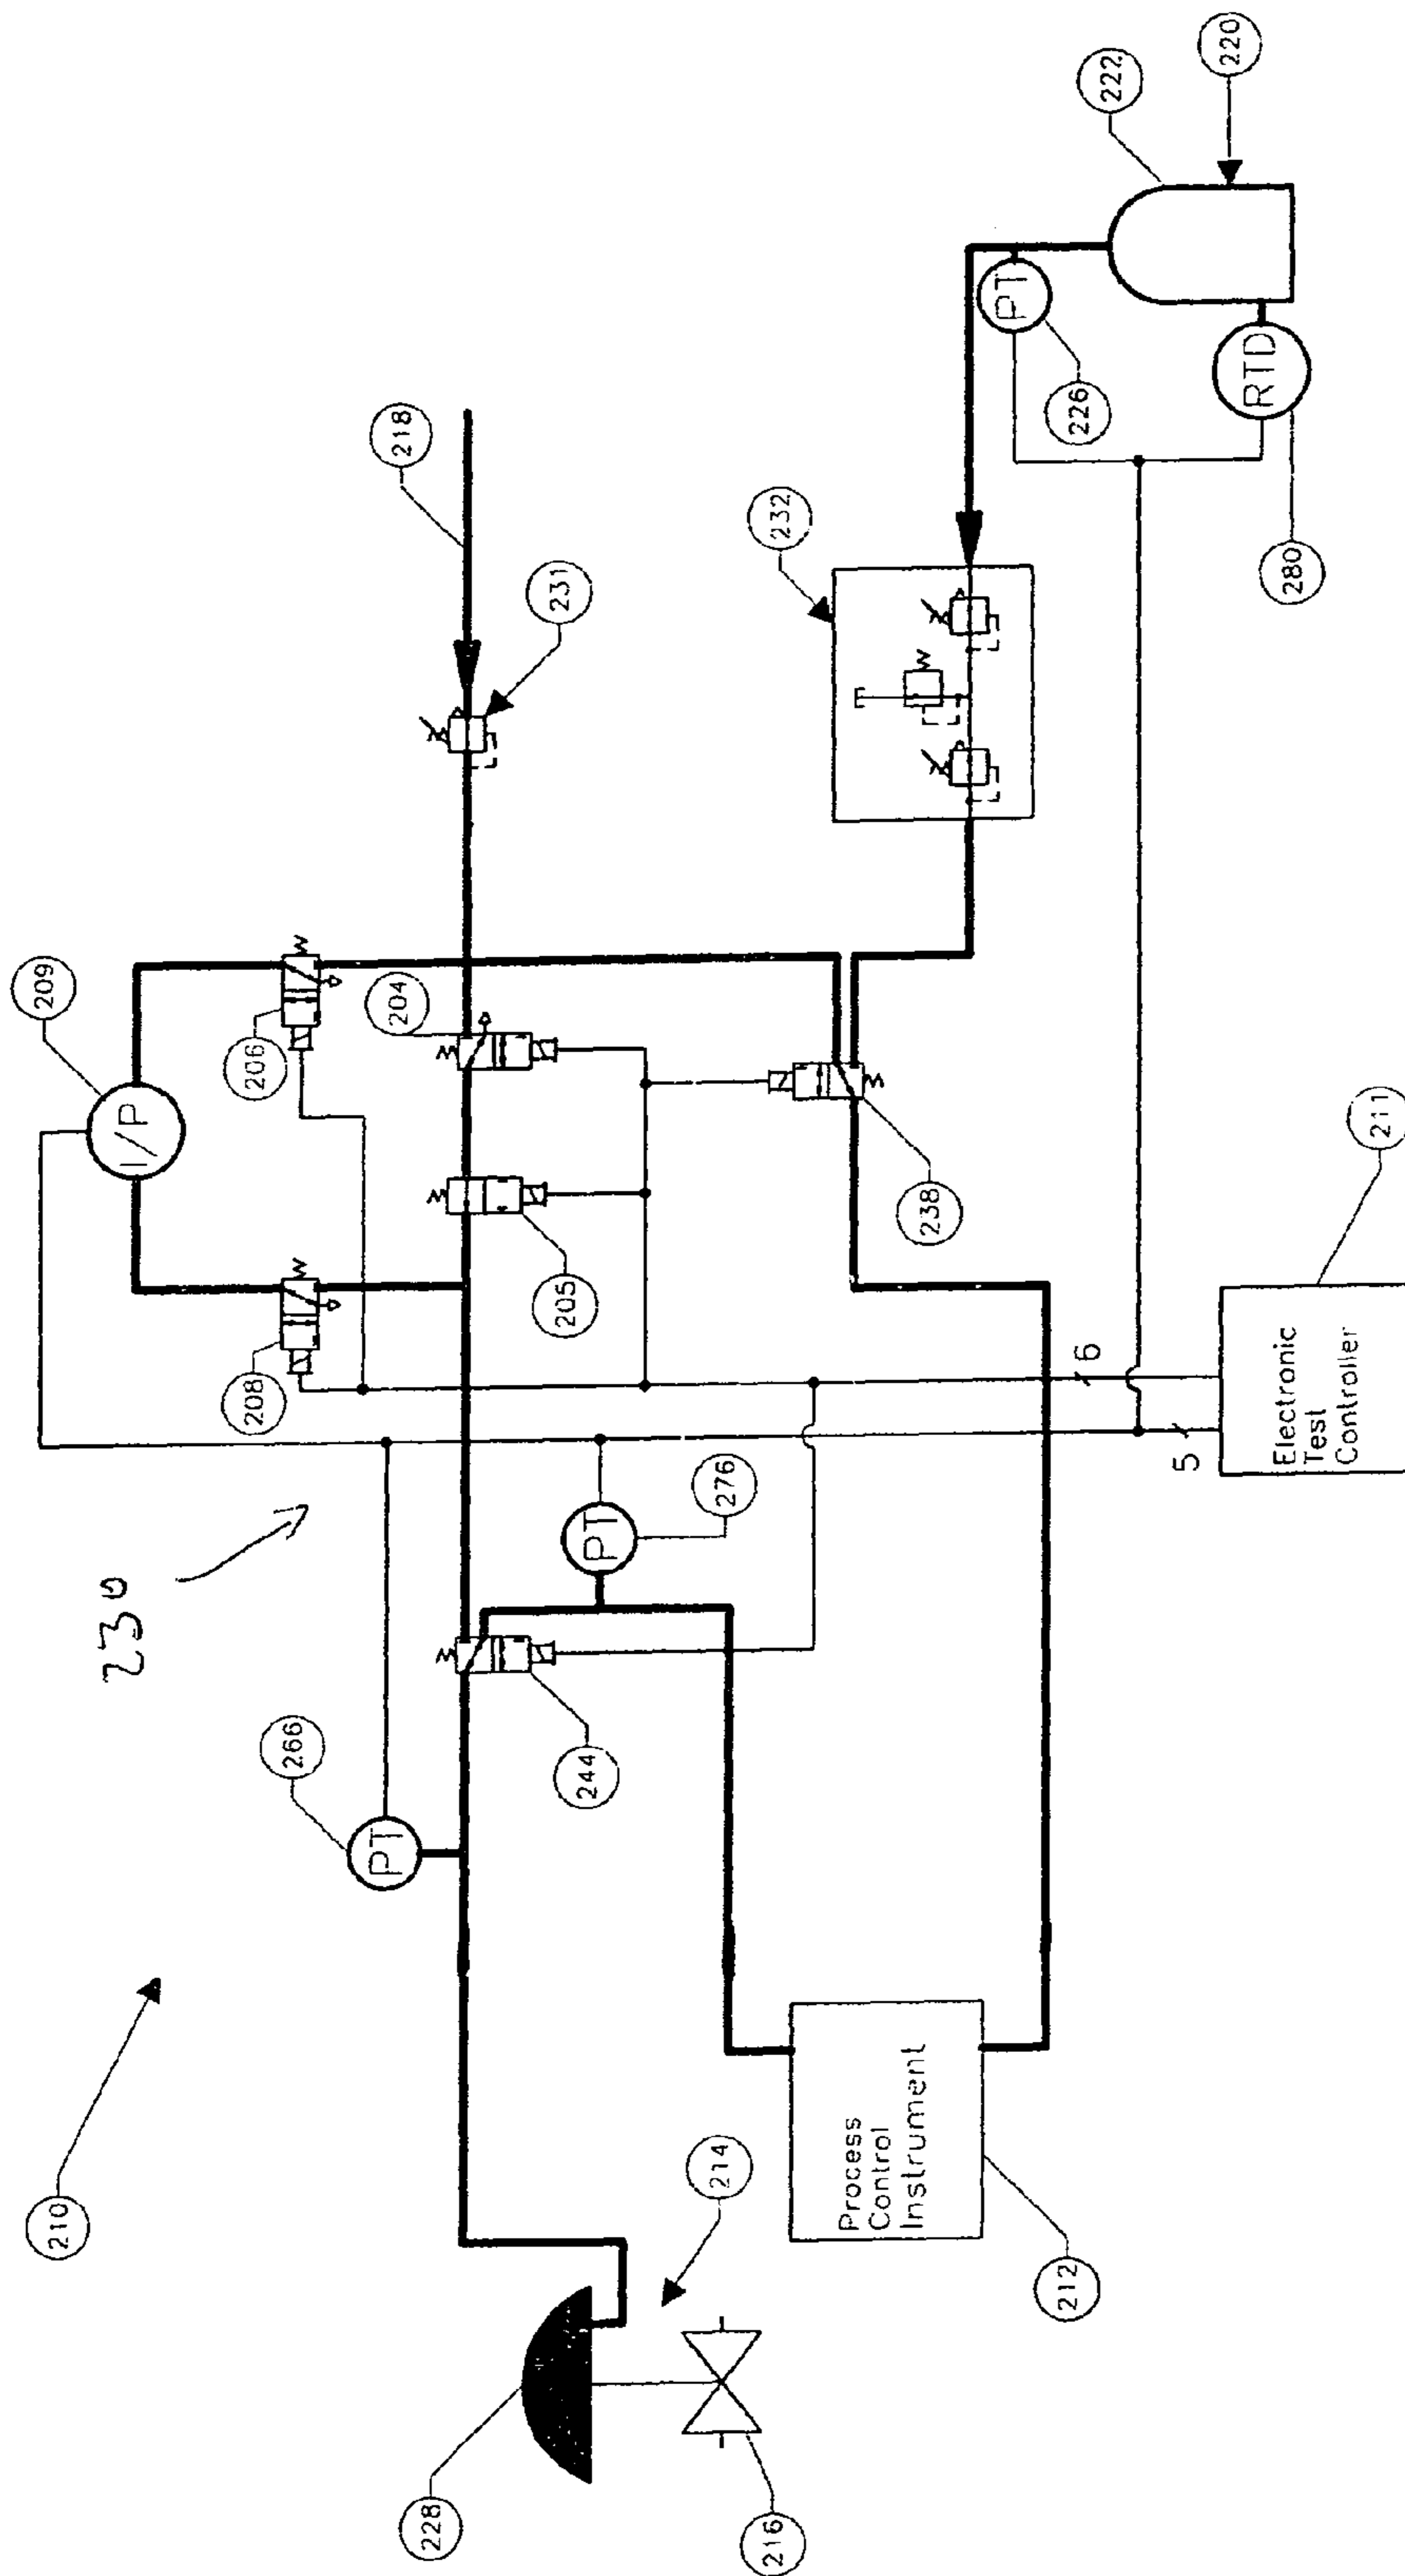 210
230
266
PT
209
I/P
208
206
218
231
204
205
PT
276
244
228
214
216
Process
Control
Instrument
212
238
232
PT
226
222
220
RTD
280
5
6
Electronic
Test
Controller
211